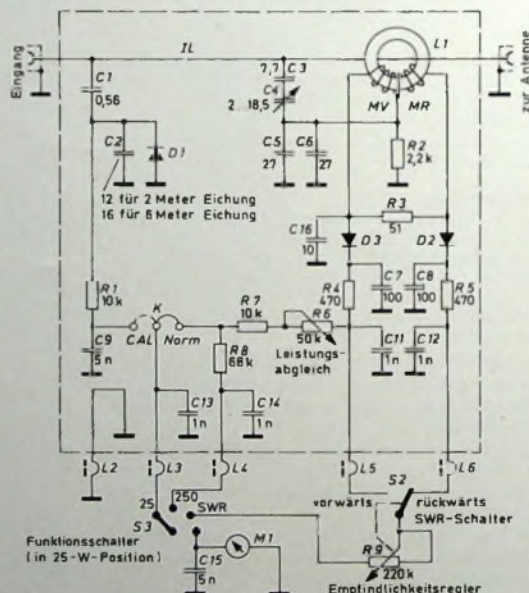 Eingang
IL
L1
zur Antenne
C1
0,56
7,7
C3
C4
2...18,5
MV
MR
C2
D1
C5
27
C6
27
R2
2,2k
12 für 2 Meter Eichung
16 für 6 Meter Eichung
R3
51
C16
10
D3
D2
R1
10k
K
CAL
Norm
R7
10k
R4
470
C7
100
C8
100
R5
470
R6
50k
C9
5n
R8
68k
Leistungs-
abgleich
C11
1n
C12
1n
C13
1n
C14
1n
L2
L3
L4
L5
L6
S2
25
250
SWR
S3
vorwärts
rückwärts
SWR-Schalter
Funktionsschalter
(in 25-W-Position)
M1
C15
5n
R9
220k
Empfindlichkeitsregler